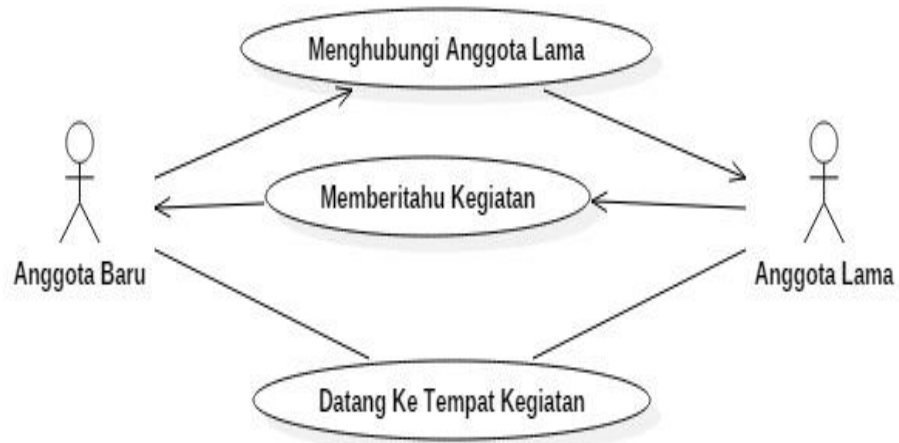 Menghubungi Anggota Lama
Memberitahu Kegiatan
Anggota Baru
Anggota Lama
Datang Ke Tempat Kegiatan